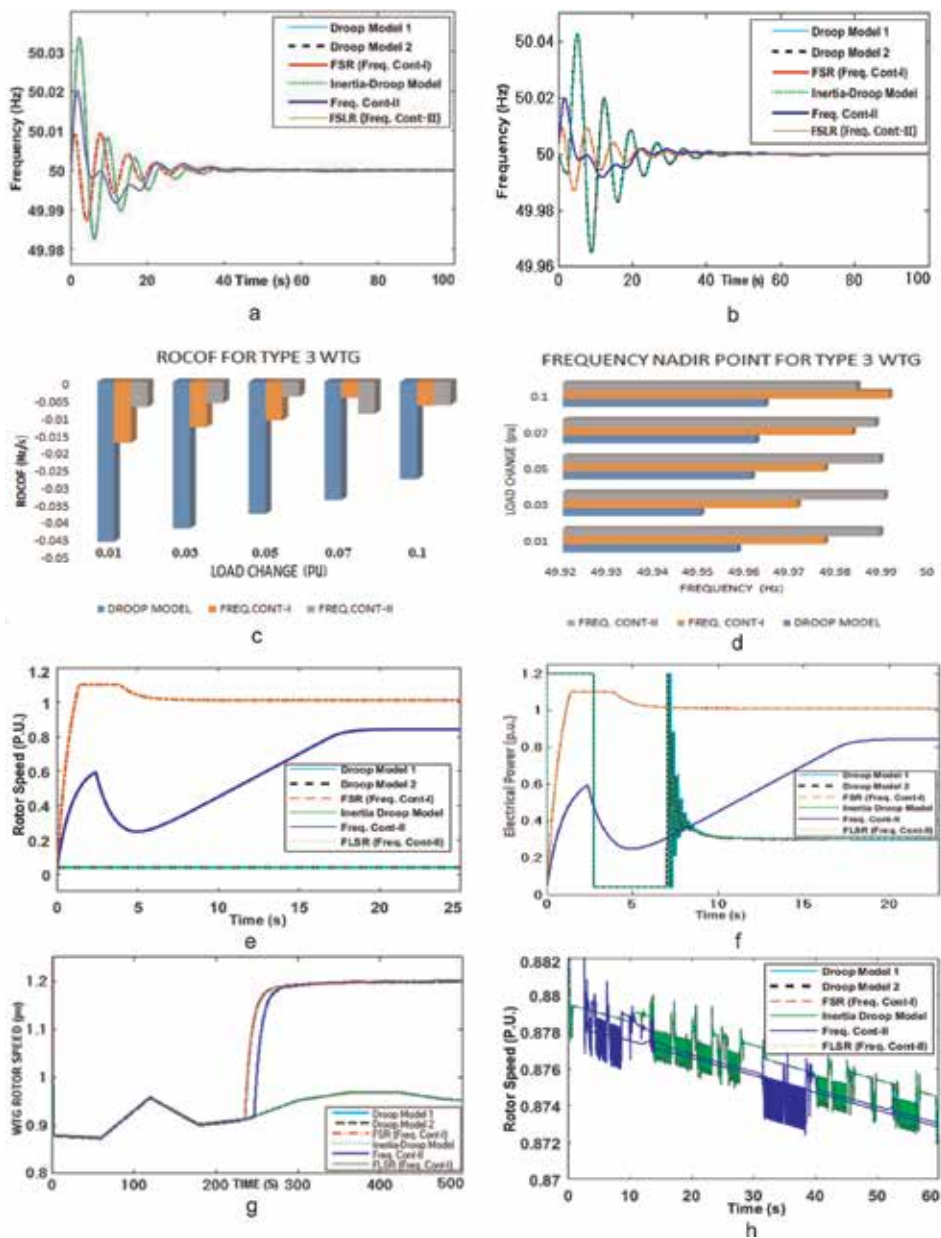 50.03
50.02
50.01
50
49.99
49.98
Frequency (Hz)
Droop Model 1
Droop Model 2
FSR (Freq. Cont-I)
Inertia-Droop Model
Freq. Cont-II
FSLR (Freq. Cont-II)
0 20 40 Time (s) 60 80 100
a
50.04
50.02
50
49.98
49.96
Frequency (Hz)
Droop Model 1
Droop Model 2
FSR (Freq. Cont-I)
Inertia-Droop Model
Freq. Cont-II
FSLR (Freq. Cont-II)
0 20 40 Time (s) 60 80 100
b
ROCOF FOR TYPE 3 WTG
0
-0.005
-0.01
-0.015
-0.02
-0.025
-0.03
-0.035
-0.04
-0.045
-0.05
ROCOF (Hz/s)
0.01 0.03 0.05 0.07 0.1
LOAD CHANGE (PU)
DROOP MODEL FREQ.CONT-I FREQ.CONT-II
c
FREQUENCY NADIR POINT FOR TYPE 3 WTG
0.1
0.07
0.05
0.03
0.01
LOAD CHANGE (pu)
49.92 49.93 49.94 49.95 49.96 49.97 49.98 49.99 50
FREQUENCY (Hz)
FREQ. CONT-II FREQ. CONT-I DROOP MODEL
d
1.2
1
0.8
0.6
0.4
0.2
0
Rotor Speed (P.U.)
Droop Model 1
Droop Model 2
FSR (Freq. Cont-I)
Inertia Droop Model
Freq. Cont-II
FLSR (Freq. Cont-II)
0 5 10 15 20 25
Time (s)
e
1.2
1
0.8
0.6
0.4
0.2
0
Electrical Power (p.u.)
Droop Model 1
Droop Model 2
FSR (Freq. Cont-I)
Inertia Droop Model
Freq. Cont-II
FLSR (Freq. Cont-II)
0 5 10 15 20
Time (s)
f
1.2
1.1
1
0.9
0.8
WTG ROTOR SPEED (pu)
Droop Model 1
Droop Model 2
FSR (Freq. Cont-I)
Inertia-Droop Model
Freq. Cont-II
FLSR (Freq. Cont-I)
0 100 200 TIME (S) 300 400 500
g
0.882
0.88
0.878
0.876
0.874
0.872
0.87
Rotor Speed (P.U.)
Droop Model 1
Droop Model 2
FSR (Freq. Cont-I)
Inertia Droop Model
Freq. Cont-II
FLSR (Freq. Cont-II)
0 10 20 30 40 50 60
Time (s)
h